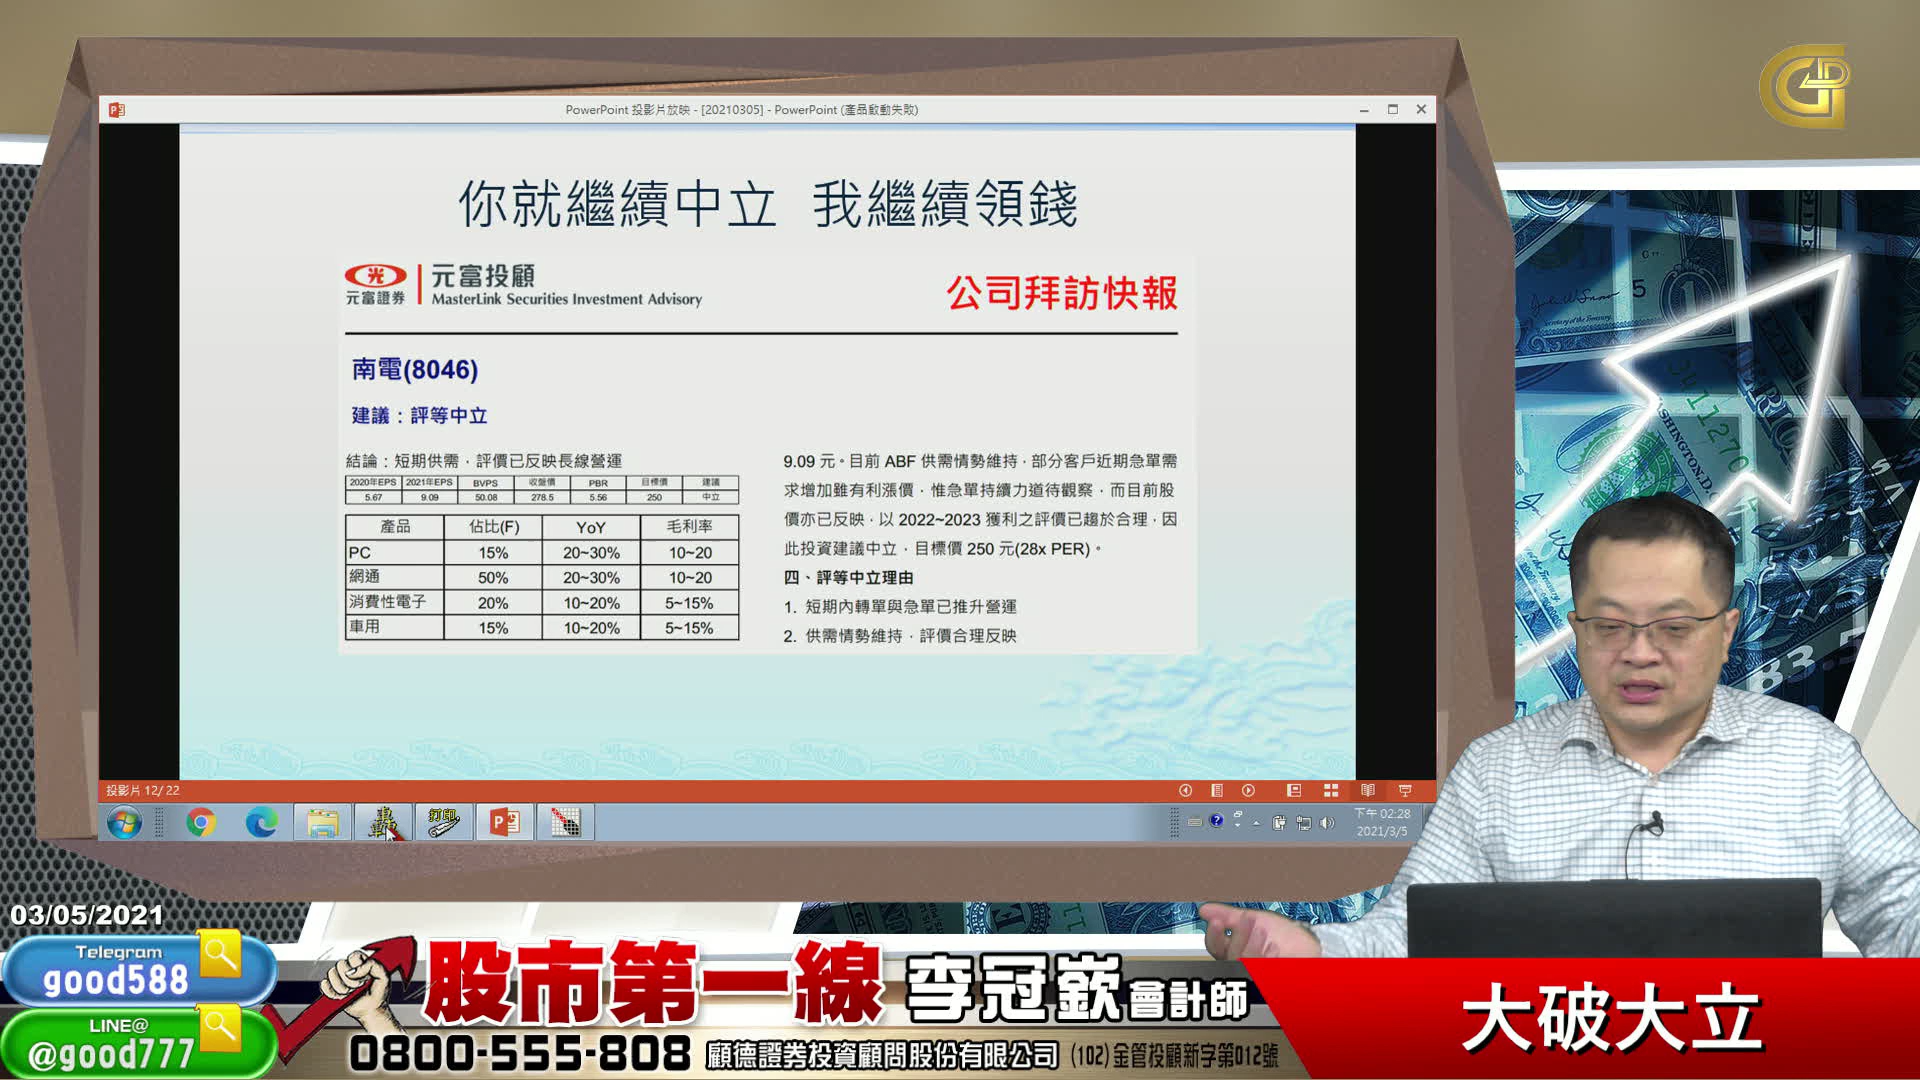 PowerPoint 投影片放映 - [20210305] - PowerPoint (產品啟動失敗)
你就繼續中立 我繼續領錢
元富證券
元富投顧
MasterLink Securities Investment Advisory
公司拜訪快報
南電(8046)
建議：評等中立
結論：短期供需，評價已反映長線營運
2020年EPS 2021年EPS BVPS 收盤價 PBR 目標價 建議
5.67 9.09 50.08 278.5 5.56 250 中立
產品 佔比(F) YoY 毛利率
PC 15% 20~30% 10~20
網通 50% 20~30% 10~20
消費性電子 20% 10~20% 5~15%
車用 15% 10~20% 5~15%
9.09 元。目前 ABF 供需情勢維持，部分客戶近期急單需
求增加雖有利漲價，惟急單持續力道待觀察，而目前股
價亦已反映，以 2022~2023 獲利之評價已趨於合理，因
此投資建議中立，目標價 250 元(28x PER)。
四、評等中立理由
1. 短期內轉單與急單已推升營運
2. 供需情勢維持，評價合理反映
投影片 12/ 22
下午 02:28
2021/3/5
03/05/2021
Telegram
good588
LINE@
@good777
股市第一線 李冠嶔 會計師
0800-555-808 顧德證券投資顧問股份有限公司 (102)金管投顧新字第012號
大破大立